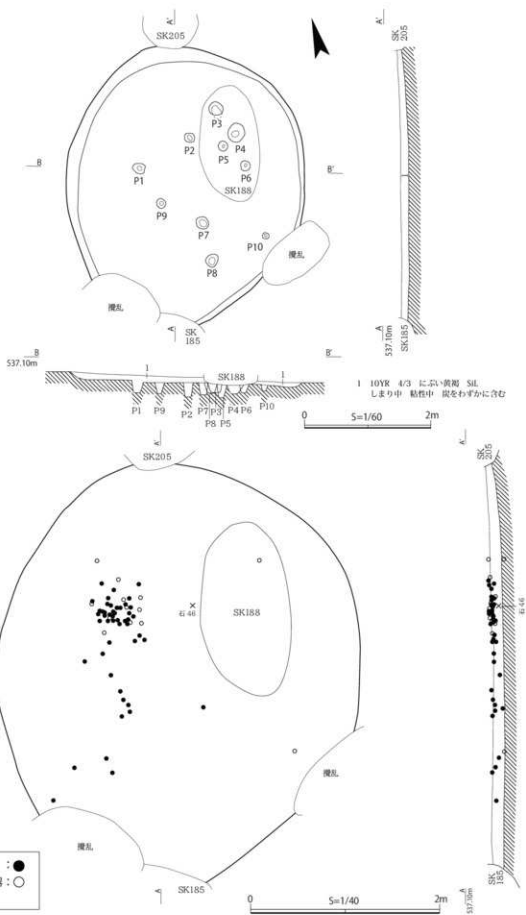 A'
SK205
P3
P4
P2
P5
P6
P1
SK188
P9
P7
P10
P8
攪乱
攪乱
A
SK
185
B
B'
A'
SK
205
A
537.10m
SK185
B
B'
537.10m
1
SK188
1
P1 P9 P2 P7 P3 P4 P6 P10
P8 P5
1 10YR 4/3 にぶい黄褐 SiL
しまり中 粘性中 炭をわずかに含む
0 S=1/60 2m
A'
SK205
石46
SK188
攪乱
攪乱
A
SK185
A'
SK
205
石46
A
537.10m
SK
185
:●
:○
0 S=1/40 2m